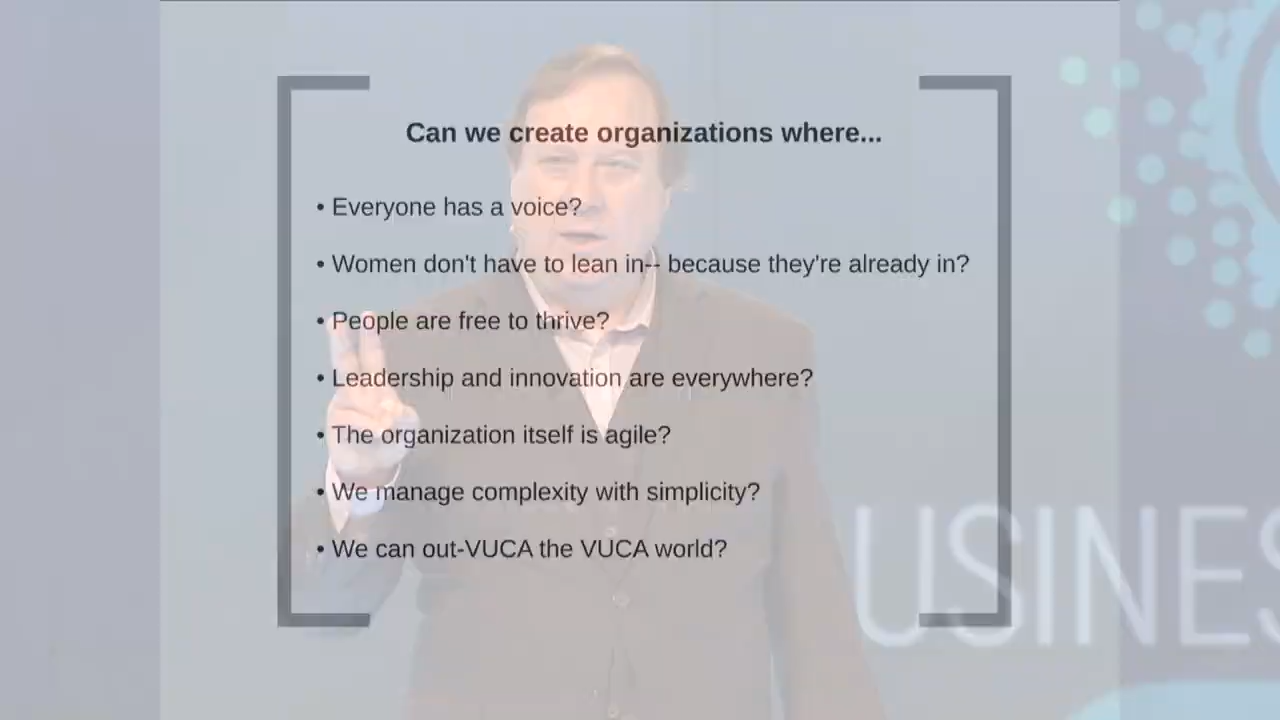 Can we create organizations where...
• Everyone has a voice?
• Women don't have to lean in-- because they're already in?
• People are free to thrive?
• Leadership and innovation are everywhere?
• The organization itself is agile?
• We manage complexity with simplicity?
• We can out-VUCA the VUCA world?
USINES